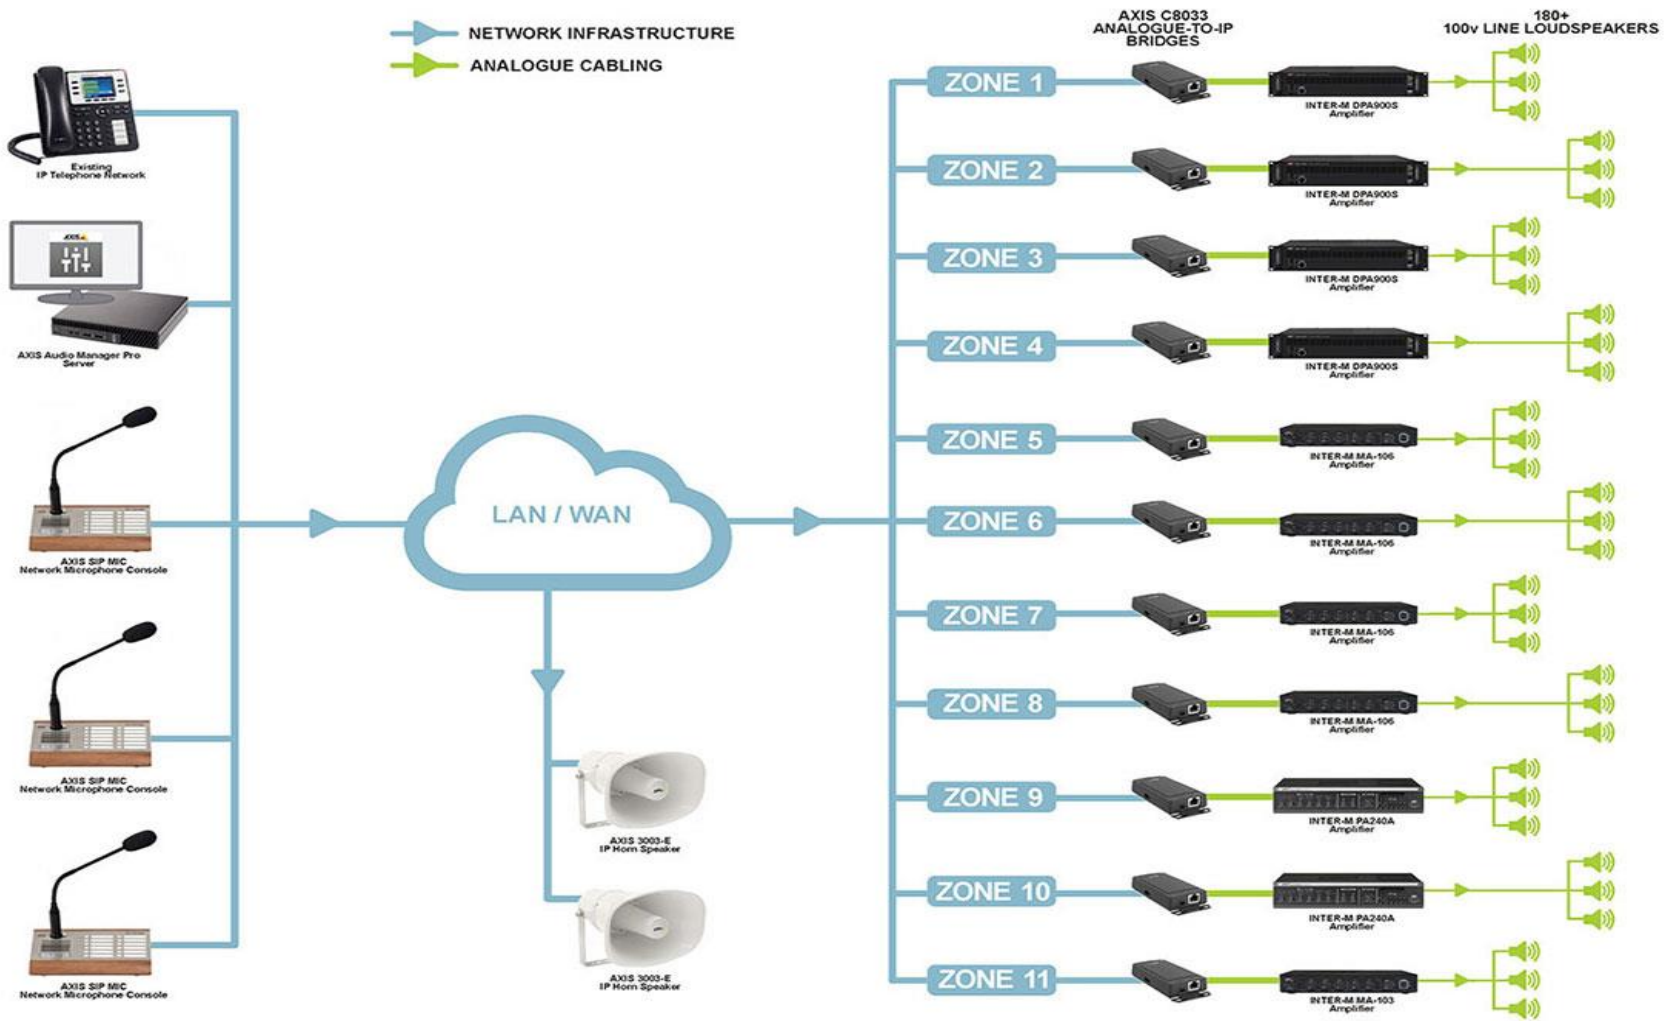 NETWORK INFRASTRUCTURE
ANALOGUE CABLING
AXIS C8033
ANALOGUE-TO-IP
BRIDGES
180+
100v LINE LOUDSPEAKERS
Existing
IP Telephone Network
AXIS
AXIS Audio Manager Pro
Server
AXIS SIP MIC
Network Microphone Console
AXIS SIP MIC
Network Microphone Console
AXIS SIP MIC
Network Microphone Console
LAN / WAN
AXIS 3003-E
IP Horn Speaker
AXIS 3003-E
IP Horn Speaker
ZONE 1
INTER-M DPA900S
Amplifier
ZONE 2
INTER-M DPA900S
Amplifier
ZONE 3
INTER-M DPA900S
Amplifier
ZONE 4
INTER-M DPA900S
Amplifier
ZONE 5
INTER-M MA-106
Amplifier
ZONE 6
INTER-M MA-106
Amplifier
ZONE 7
INTER-M MA-106
Amplifier
ZONE 8
INTER-M MA-106
Amplifier
ZONE 9
INTER-M PA240A
Amplifier
ZONE 10
INTER-M PA240A
Amplifier
ZONE 11
INTER-M MA-103
Amplifier